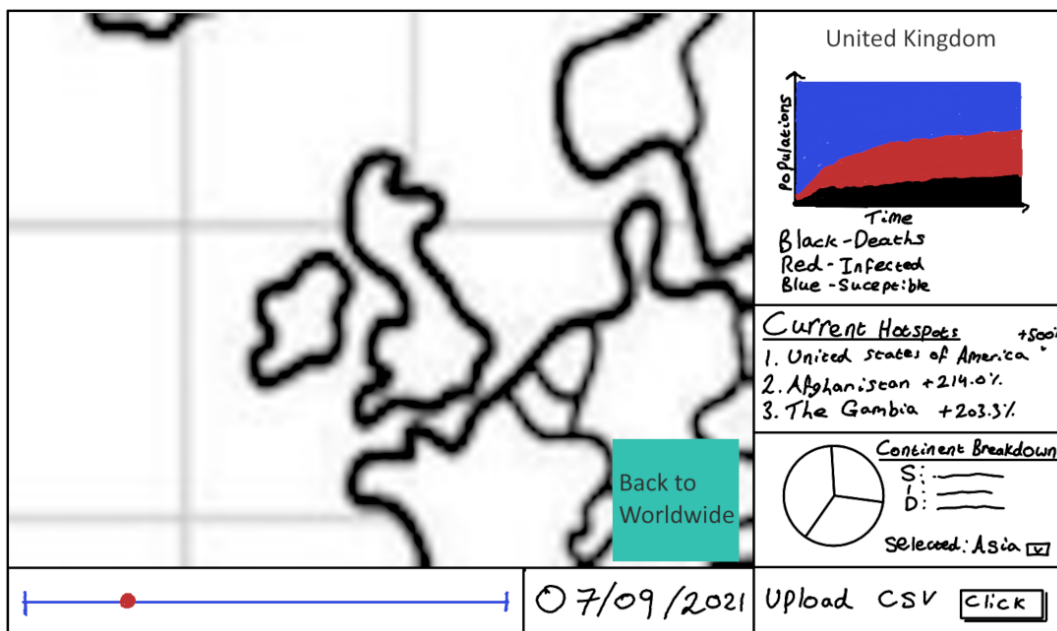 United Kingdom
Populations
Time
Black - Deaths
Red - Infected
Blue - Suceptible
Current Hotspots
1. United states of America +500%
2. Afghanistan +214.0%
3. The Gambia +203.3%
Continent Breakdown
S:
I:
D:
Selected: Asia v
Back to
Worldwide
07/09/2021
Upload CSV Click